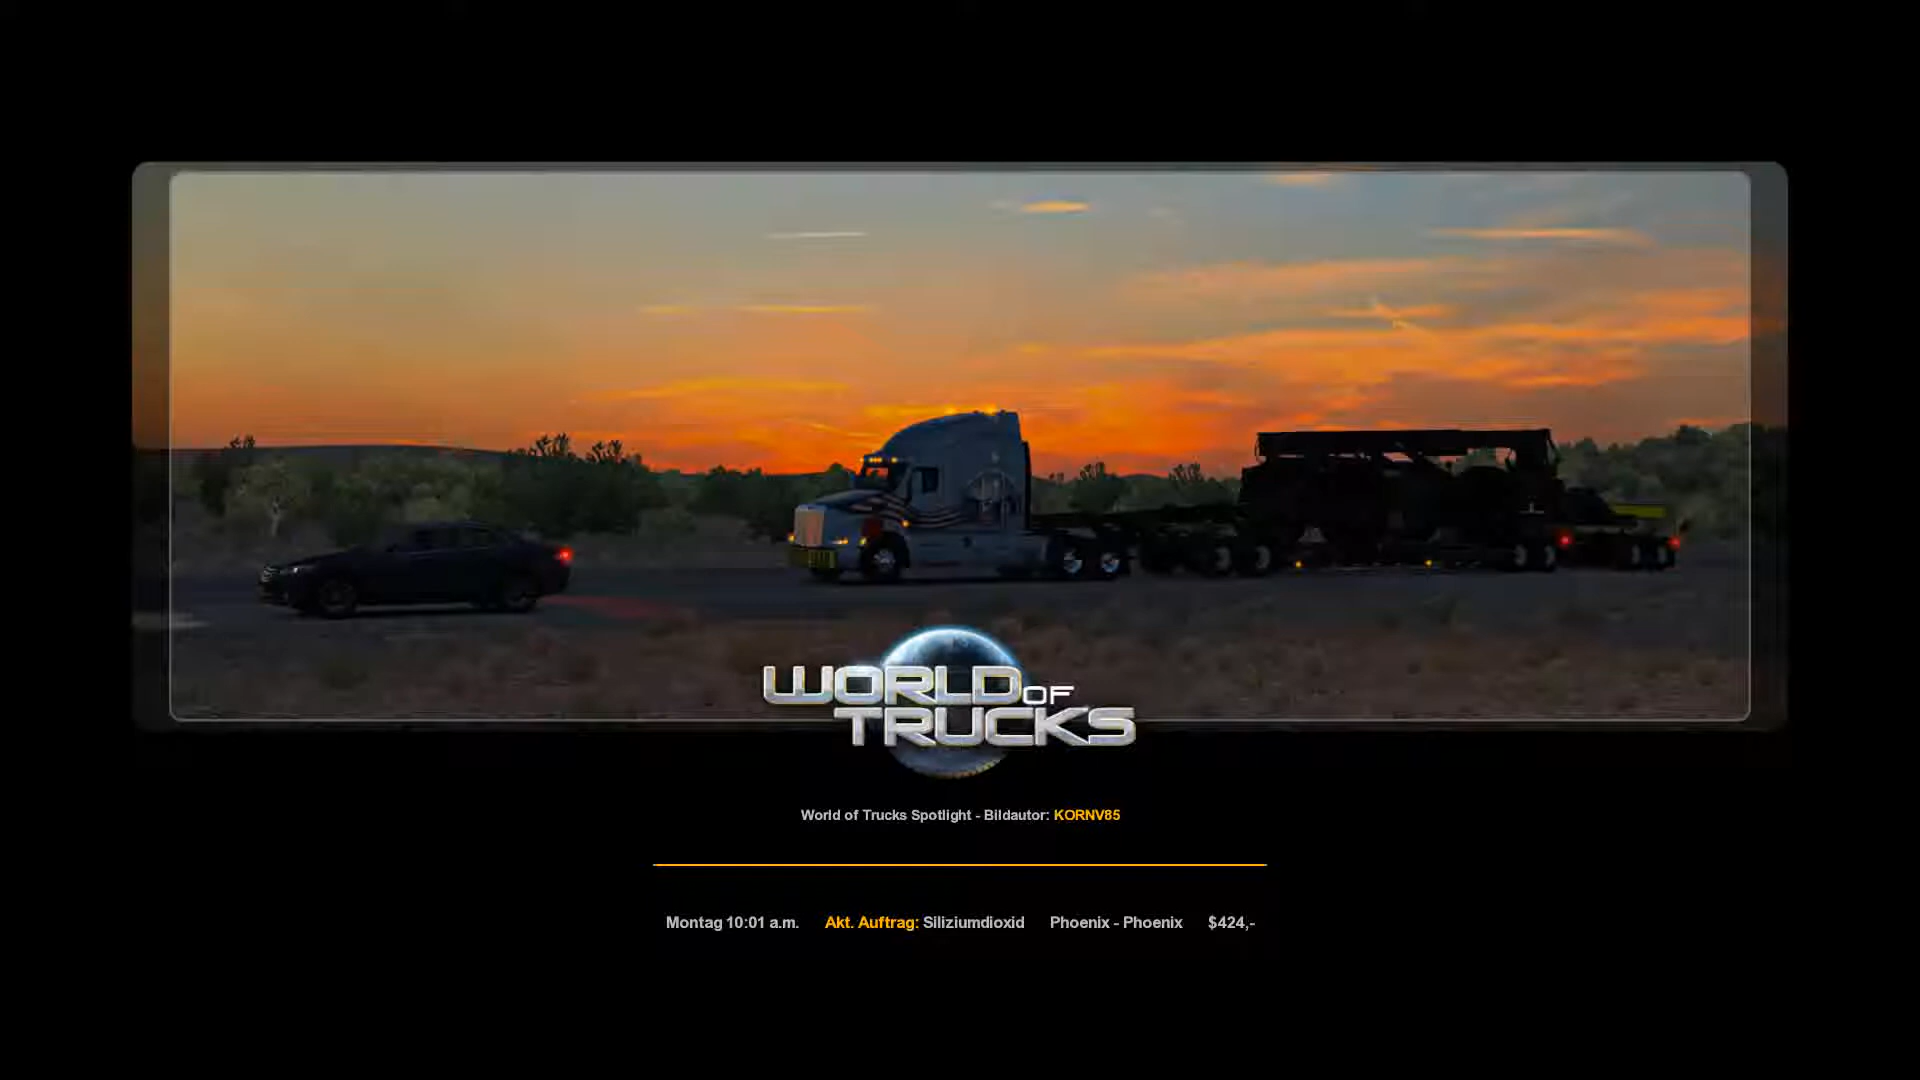 WORLD OF
TRUCKS
World of Trucks Spotlight - Bildautor: KORNV85
Montag 10:01 a.m. Akt. Auftrag: Siliziumdioxid Phoenix - Phoenix $424,-